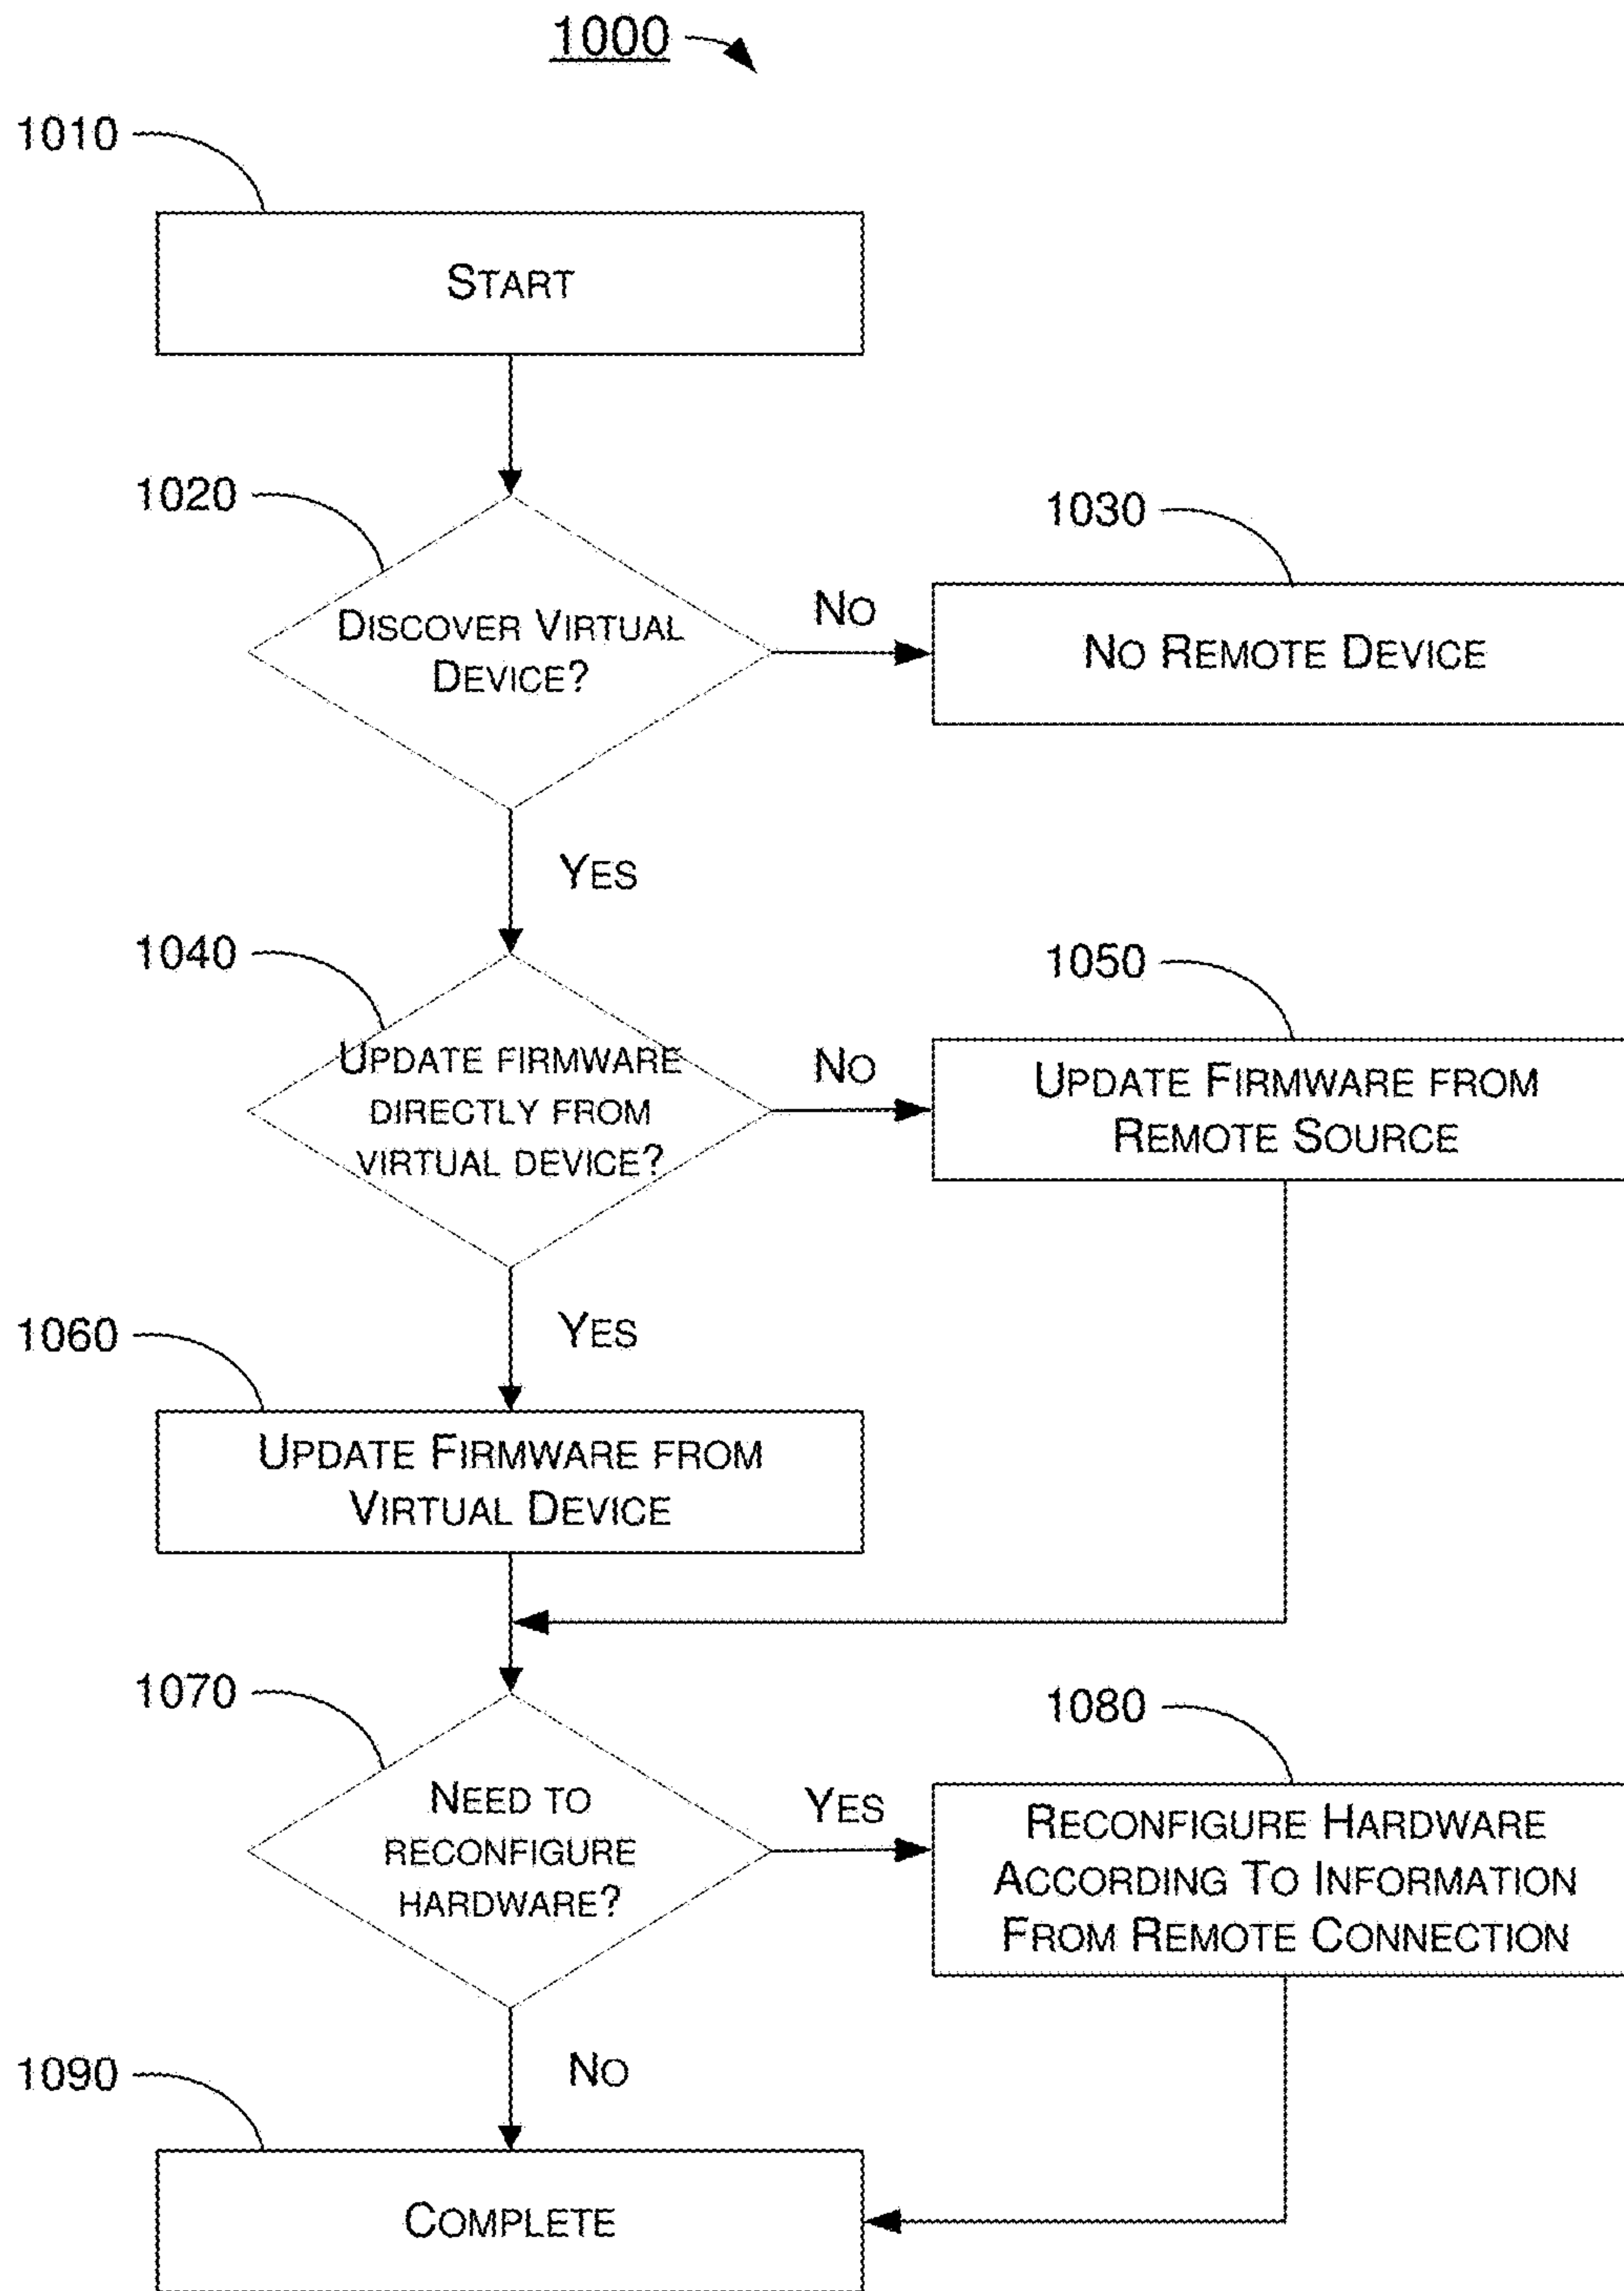 1000
1010
START
1020
DISCOVER VIRTUAL
DEVICE?
NO
1030
NO REMOTE DEVICE
YES
1040
UPDATE FIRMWARE
DIRECTLY FROM
VIRTUAL DEVICE?
NO
1050
UPDATE FIRMWARE FROM
REMOTE SOURCE
YES
1060
UPDATE FIRMWARE FROM
VIRTUAL DEVICE
1070
NEED TO
RECONFIGURE
HARDWARE?
YES
1080
RECONFIGURE HARDWARE
ACCORDING TO INFORMATION
FROM REMOTE CONNECTION
NO
1090
COMPLETE